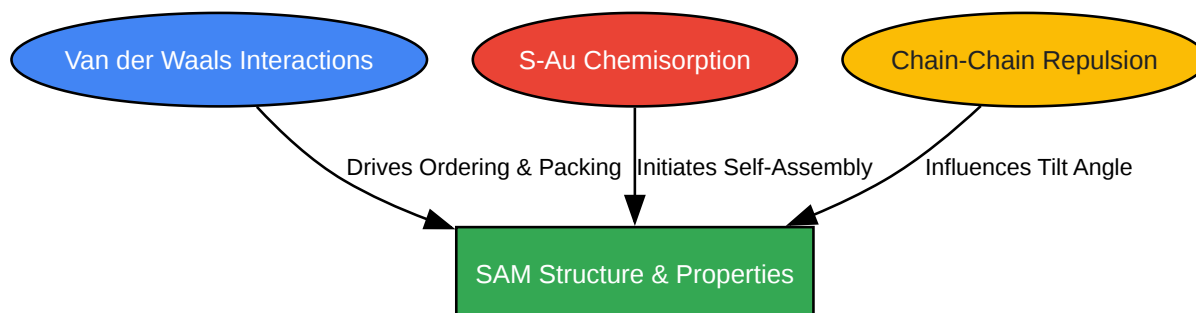 Van der Waals Interactions
S-Au Chemisorption
Chain-Chain Repulsion
Drives Ordering & Packing
Initiates Self-Assembly
Influences Tilt Angle
SAM Structure & Properties